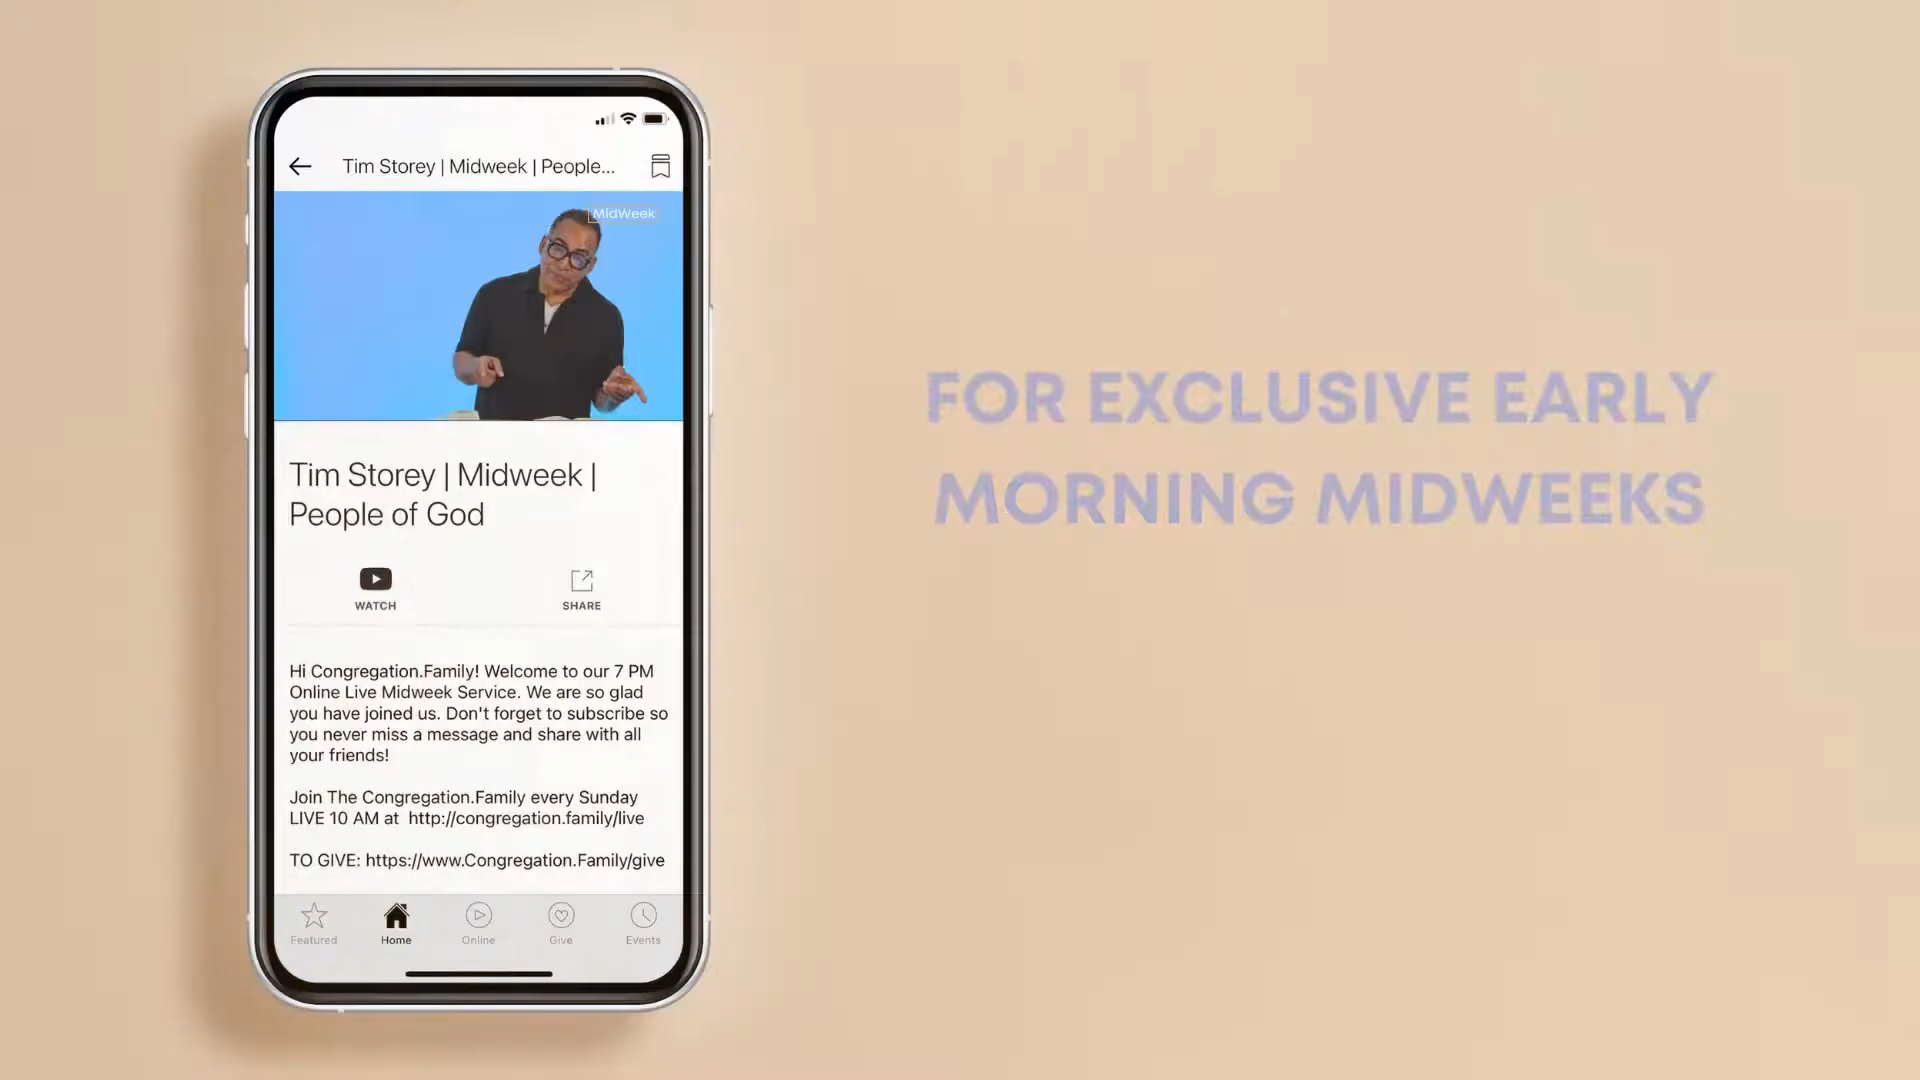 Tim Storey | Midweek | People...
MidWeek
Tim Storey | Midweek |
People of God
WATCH
SHARE
Hi Congregation.Family! Welcome to our 7 PM
Online Live Midweek Service. We are so glad
you have joined us. Don't forget to subscribe so
you never miss a message and share with all
your friends!
Join The Congregation.Family every Sunday
LIVE 10 AM at  http://congregation.family/live
TO GIVE: https://www.Congregation.Family/give
Featured
Home
Online
Give
Events
FOR EXCLUSIVE EARLY
MORNING MIDWEEKS